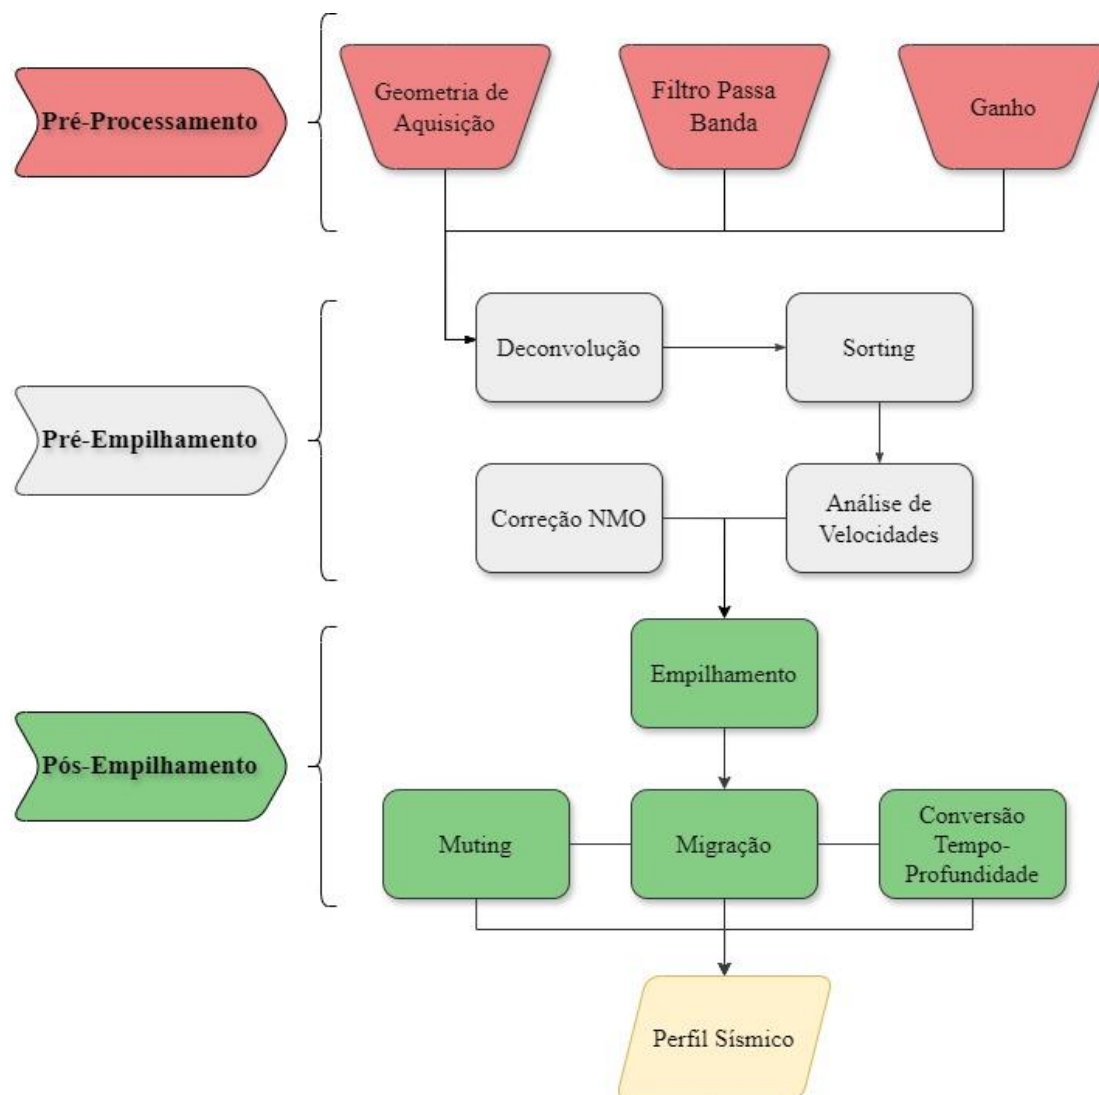 Pré-Processamento
Geometria de
Aquisição
Filtro Passa
Banda
Ganho
Pré-Empilhamento
Deconvolução
Sorting
Correção NMO
Análise de
Velocidades
Pós-Empilhamento
Empilhamento
Muting
Migração
Conversão
Tempo-
Profundidade
Perfil Sísmico